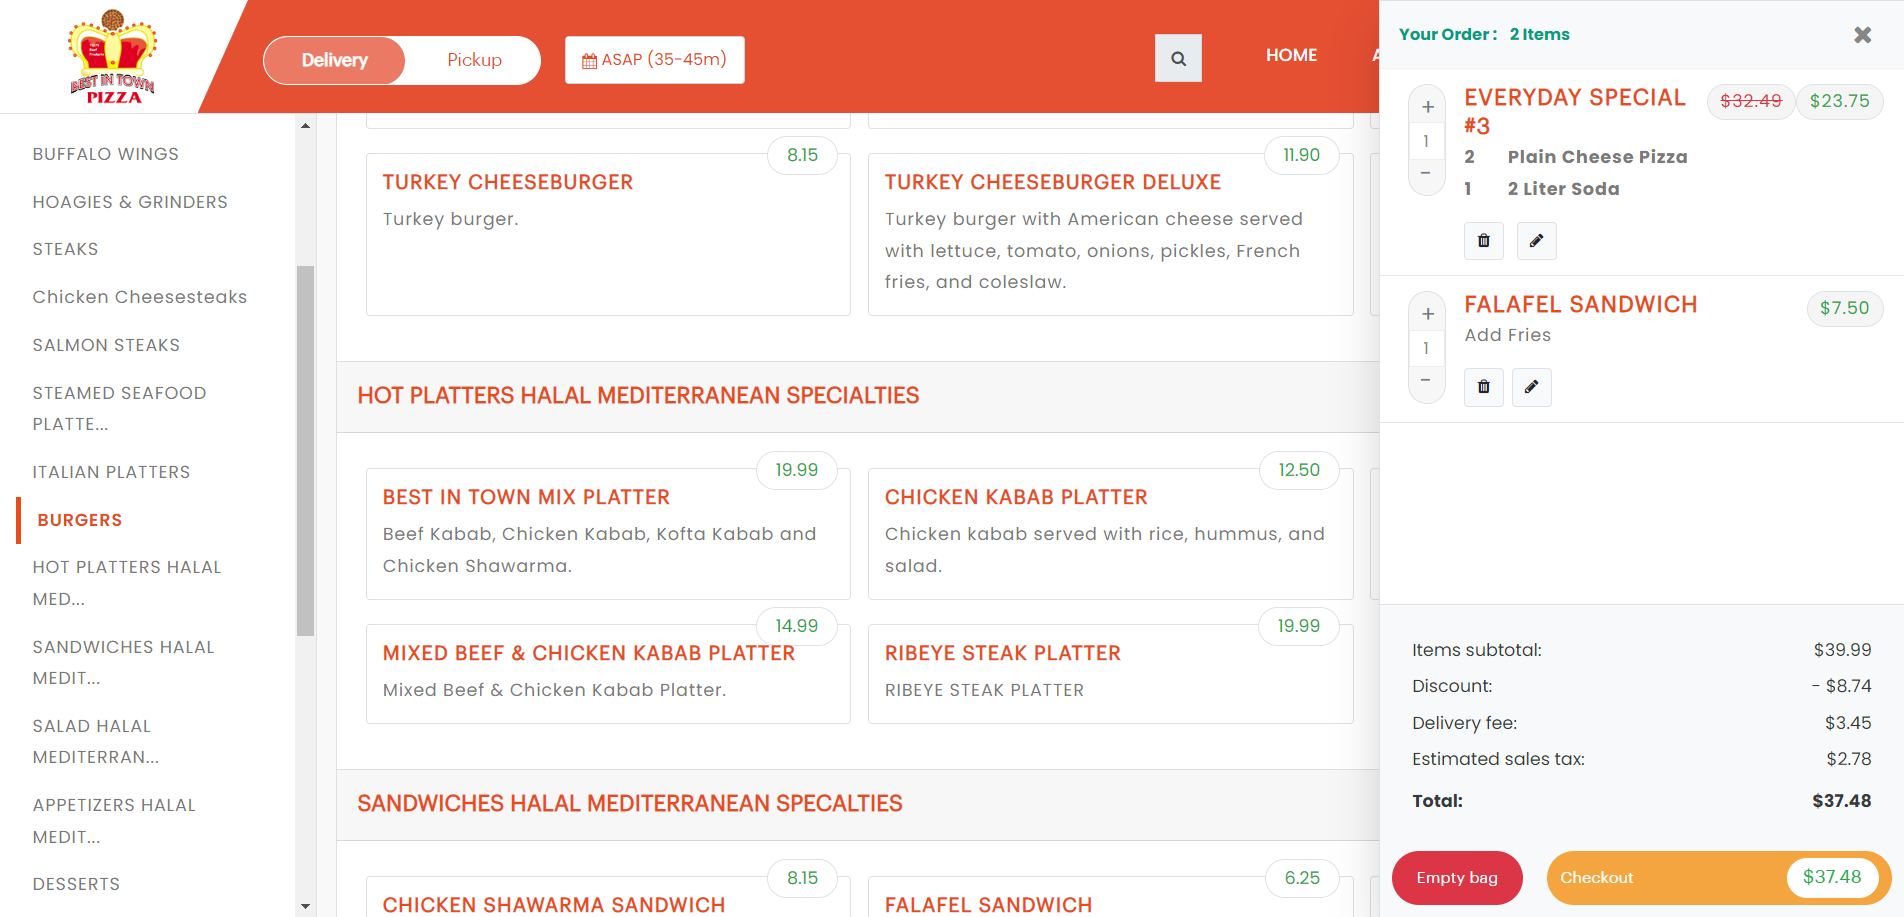 BEST IN TOWN
PIZZA
Delivery
Pickup
ASAP (35-45m)
HOME
BUFFALO WINGS
HOAGIES & GRINDERS
STEAKS
Chicken Cheesesteaks
SALMON STEAKS
STEAMED SEAFOOD
PLATTE...
ITALIAN PLATTERS
BURGERS
HOT PLATTERS HALAL
MED...
SANDWICHES HALAL
MEDIT...
SALAD HALAL
MEDITERRAN...
APPETIZERS HALAL
MEDIT...
DESSERTS
8.15
TURKEY CHEESEBURGER
Turkey burger.
11.90
TURKEY CHEESEBURGER DELUXE
Turkey burger with American cheese served
with lettuce, tomato, onions, pickles, French
fries, and coleslaw.
HOT PLATTERS HALAL MEDITERRANEAN SPECIALTIES
19.99
BEST IN TOWN MIX PLATTER
Beef Kabab, Chicken Kabab, Kofta Kabab and
Chicken Shawarma.
12.50
CHICKEN KABAB PLATTER
Chicken kabab served with rice, hummus, and
salad.
14.99
MIXED BEEF & CHICKEN KABAB PLATTER
Mixed Beef & Chicken Kabab Platter.
19.99
RIBEYE STEAK PLATTER
RIBEYE STEAK PLATTER
SANDWICHES HALAL MEDITERRANEAN SPECALTIES
8.15
CHICKEN SHAWARMA SANDWICH
6.25
FALAFEL SANDWICH
Your Order : 2 Items
+
1
−
EVERYDAY SPECIAL
#3
$32.49 $23.75
2 Plain Cheese Pizza
1 2 Liter Soda
+
1
−
FALAFEL SANDWICH
$7.50
Add Fries
Items subtotal: $39.99
Discount: - $8.74
Delivery fee: $3.45
Estimated sales tax: $2.78
Total: $37.48
Empty bag
Checkout $37.48